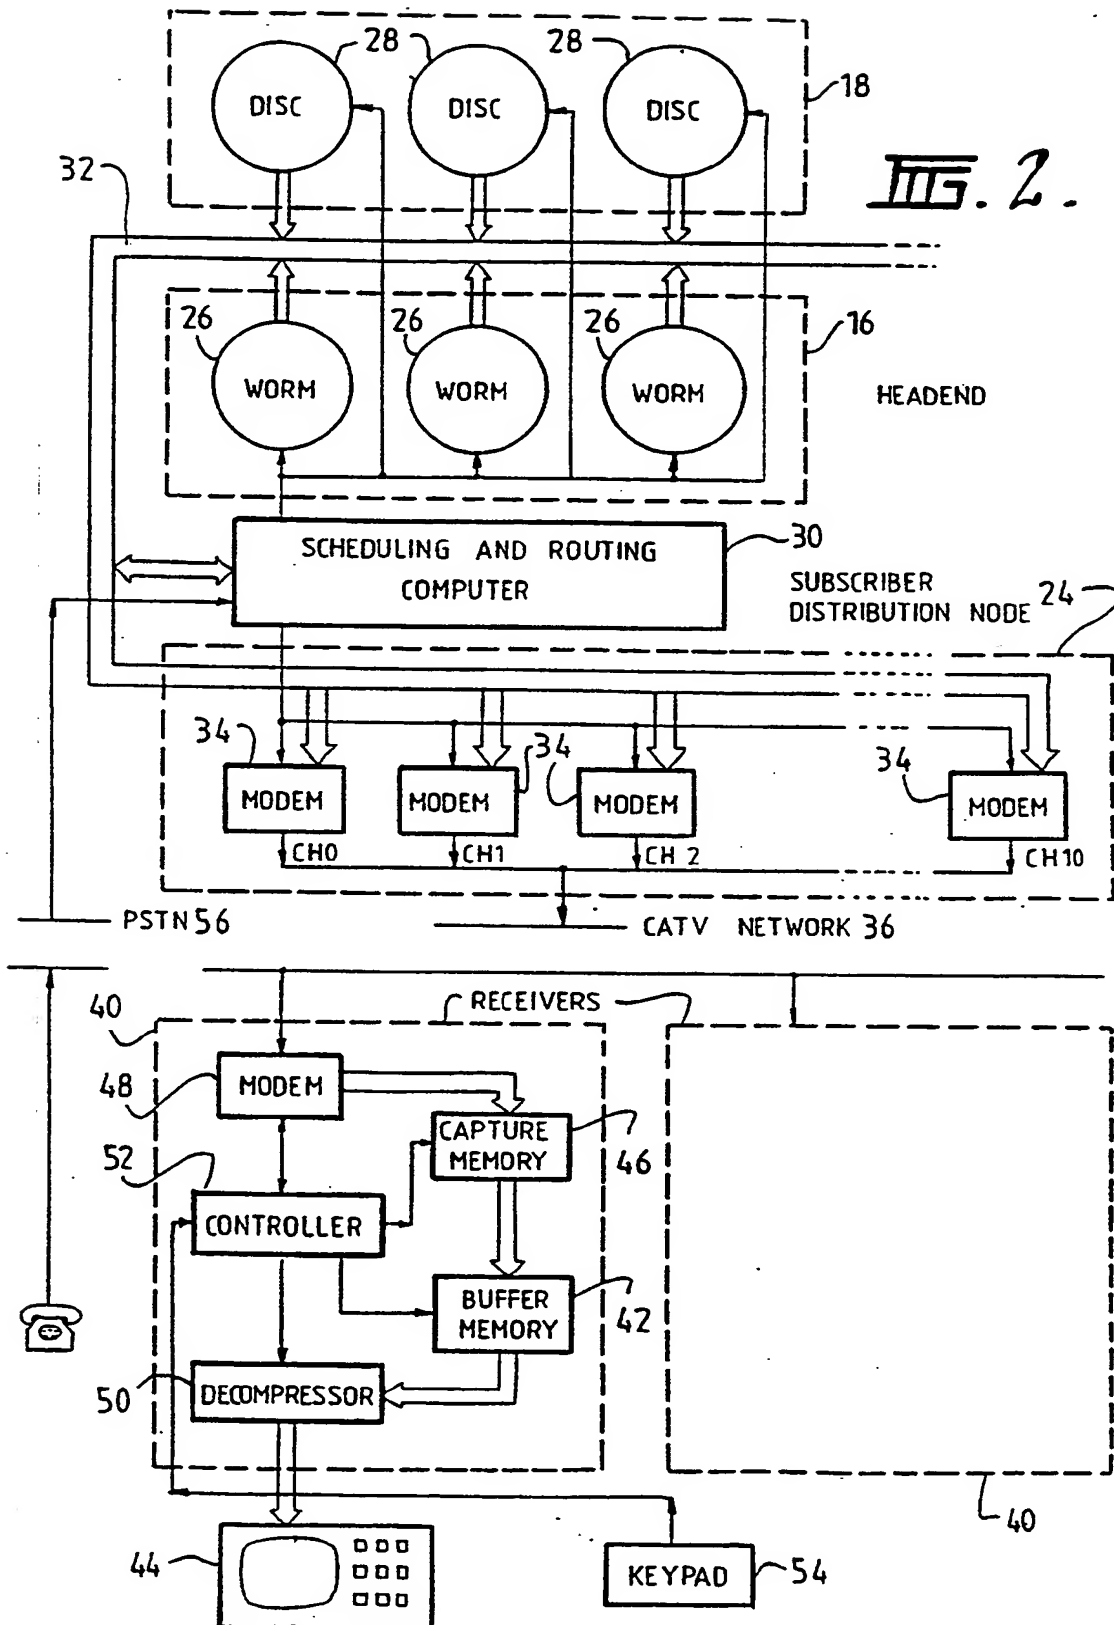 28 28
DISC DISC DISC
18
FIG. 2.
32
26 26 26
16
WORM WORM WORM
HEADEND
SCHEDULING AND ROUTING
COMPUTER
30
SUBSCRIBER
DISTRIBUTION NODE 24
34 34 34 34
MODEM MODEM MODEM MODEM
CH0 CH1 CH 2 CH10
PSTN 56
CATV NETWORK 36
RECEIVERS
40
48 MODEM
CAPTURE
MEMORY
46
52
CONTROLLER
BUFFER
MEMORY
42
50 DECOMPRESSOR
40
44
KEYPAD 54